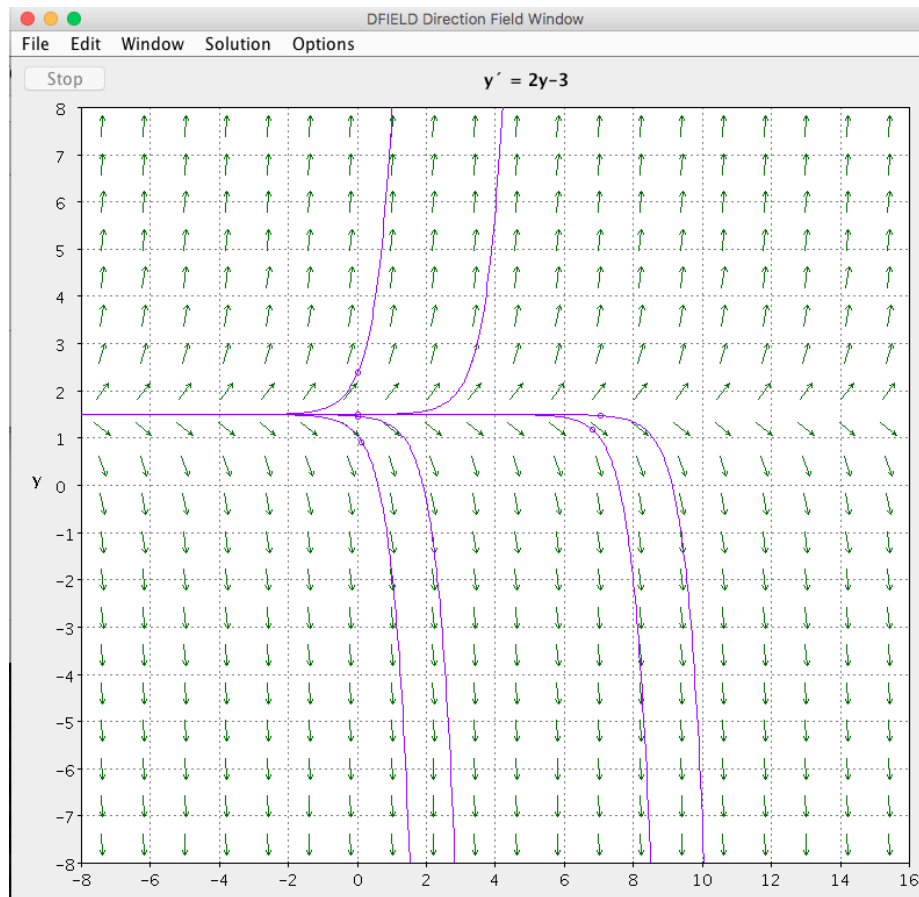 DFIELD Direction Field Window
File Edit Window Solution Options
Stop
y´ = 2y-3
8
7
6
5
4
3
2
1
y
0
-1
-2
-3
-4
-5
-6
-7
-8
-8 -6 -4 -2 0 2 4 6 8 10 12 14 16